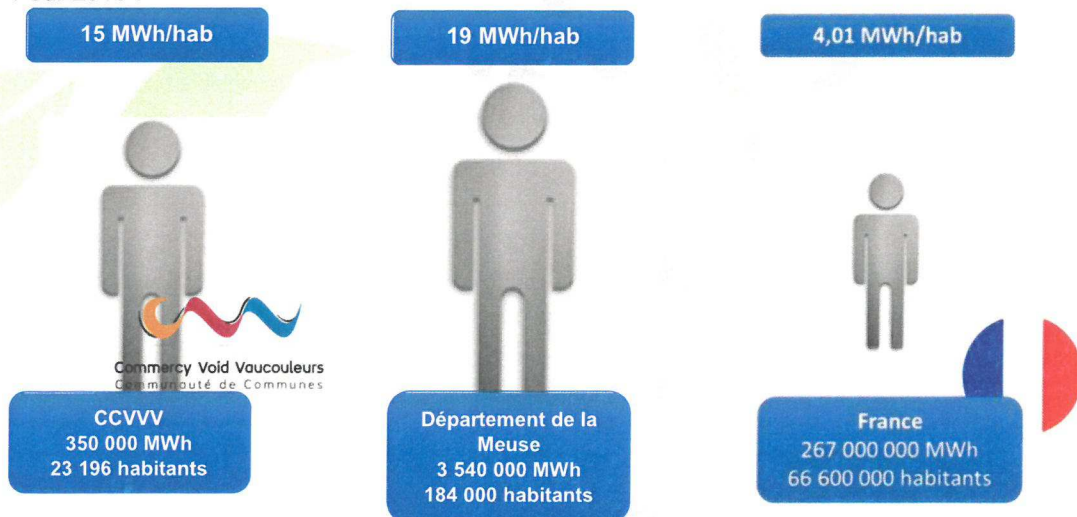 15 MWh/hab
19 MWh/hab
4,01 MWh/hab
Commercy Void Vaucouleurs
Communauté de Communes
CCVVV
350 000 MWh
23 196 habitants
Département de la
Meuse
3 540 000 MWh
184 000 habitants
France
267 000 000 MWh
66 600 000 habitants